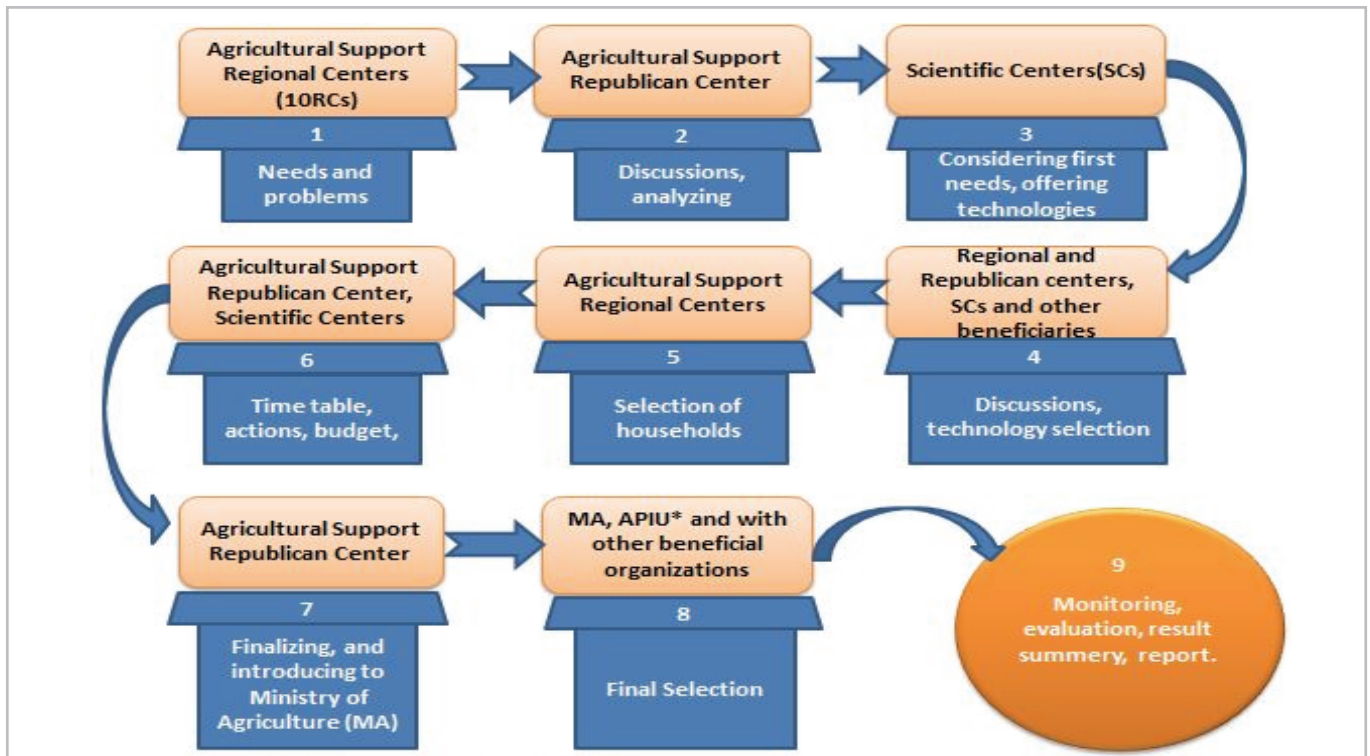 Agricultural Support
Regional Centers
(10RCs)
1
Needs and
problems
Agricultural Support
Republican Center
2
Discussions,
analyzing
Scientific Centers(SCs)
3
Considering first
needs, offering
technologies
Regional and
Republican centers,
SCs and other
beneficiaries
4
Discussions,
technology selection
Agricultural Support
Regional Centers
5
Selection of
households
Agricultural Support
Republican Center,
Scientific Centers
6
Time table,
actions, budget,
Agricultural Support
Republican Center
7
Finalizing, and
introducing to
Ministry of
Agriculture (MA)
MA, APIU* and with
other beneficial
organizations
8
Final Selection
9
Monitoring,
evaluation, result
summery, report.